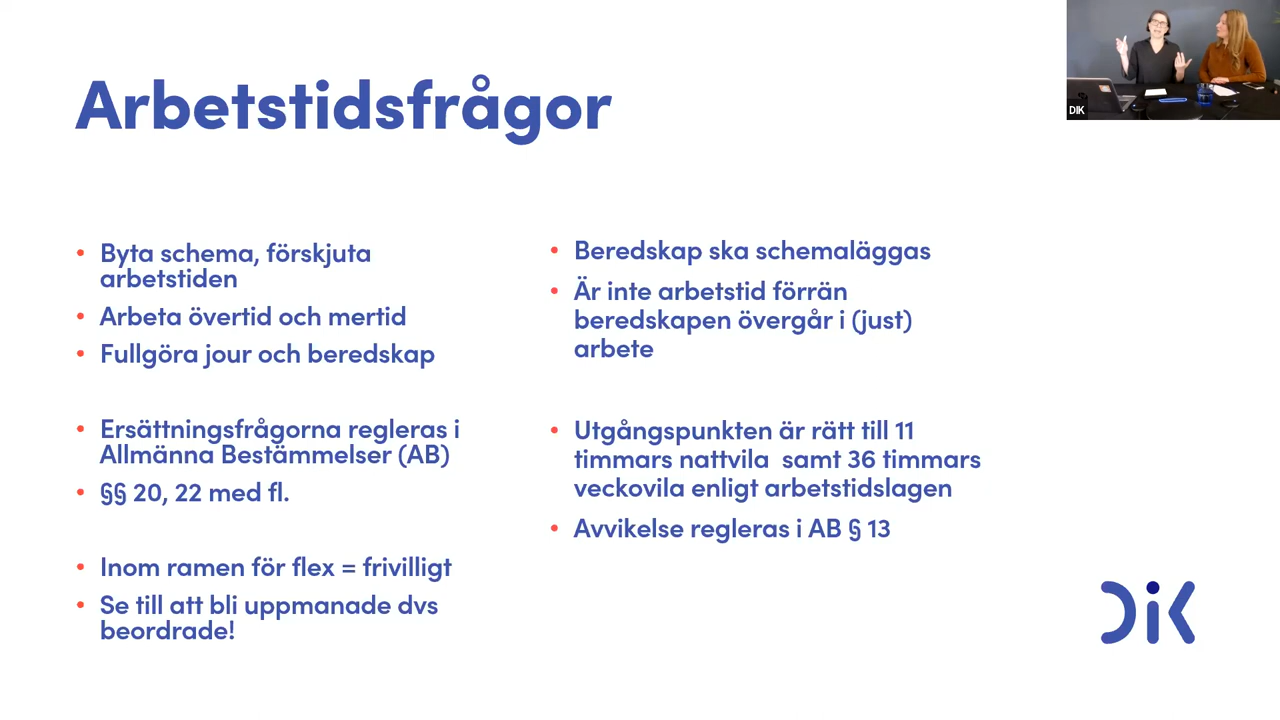 Arbetstidsfrågor
• Byta schema, förskjuta
arbetstiden
• Arbeta övertid och mertid
• Fullgöra jour och beredskap
• Ersättningsfrågorna regleras i
Allmänna Bestämmelser (AB)
• §§ 20, 22 med fl.
• Inom ramen för flex = frivilligt
• Se till att bli uppmanade dvs
beordrade!
• Beredskap ska schemaläggas
• Är inte arbetstid förrän
beredskapen övergår i (just)
arbete
• Utgångspunkten är rätt till 11
timmars nattvila samt 36 timmars
veckovila enligt arbetstidslagen
• Avvikelse regleras i AB § 13
DIK
DiK